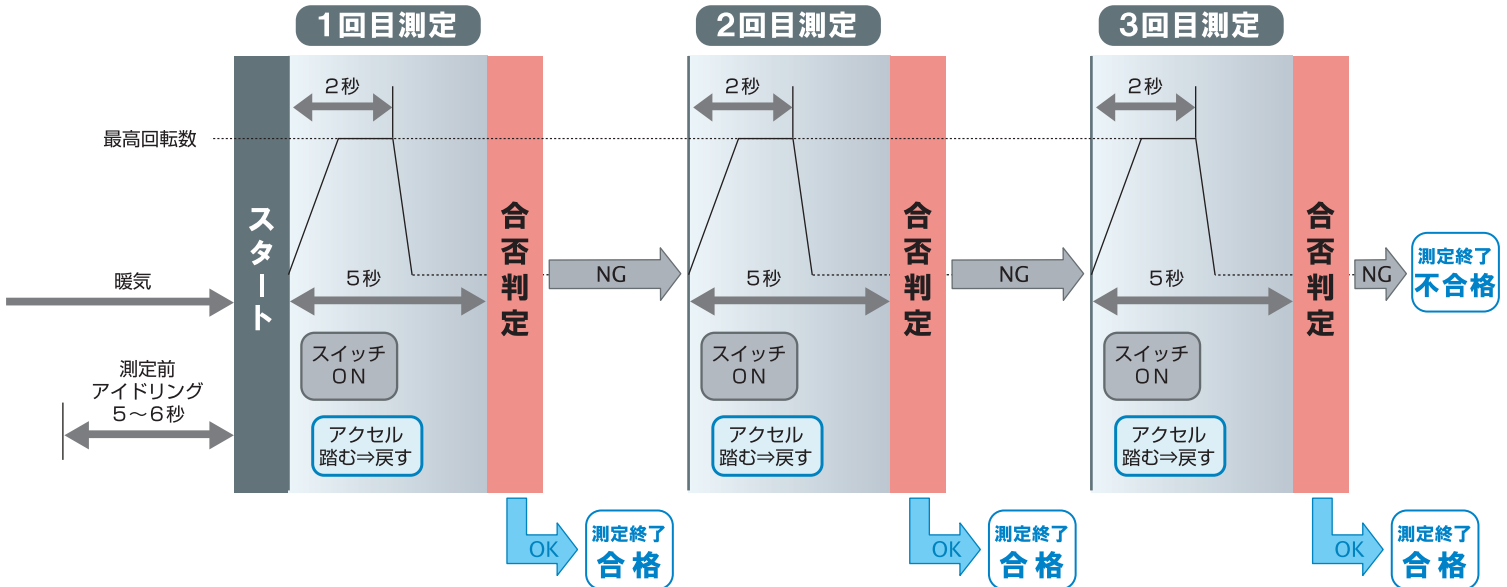 1回目測定
2回目測定
3回目測定
2秒
2秒
2秒
最高回転数
スタート
合否判定
合否判定
合否判定
暖気
5秒
NG
5秒
NG
5秒
NG
測定終了
不合格
スイッチ
ON
スイッチ
ON
スイッチ
ON
測定前
アイドリング
5〜6秒
アクセル
踏む⇒戻す
アクセル
踏む⇒戻す
アクセル
踏む⇒戻す
OK
測定終了
合格
OK
測定終了
合格
OK
測定終了
合格